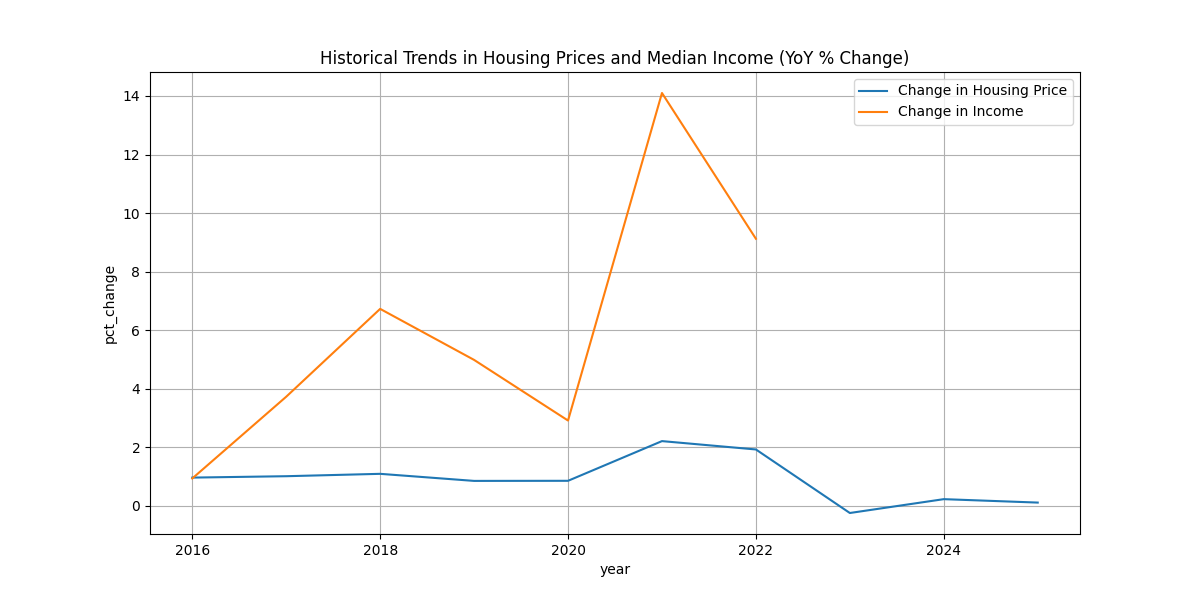 Historical Trends in Housing Prices and Median Income (YoY % Change)
Change in Housing Price
Change in Income
14
12
10
8
6
4
2
0
pct_change
2016
2018
2020
2022
2024
year